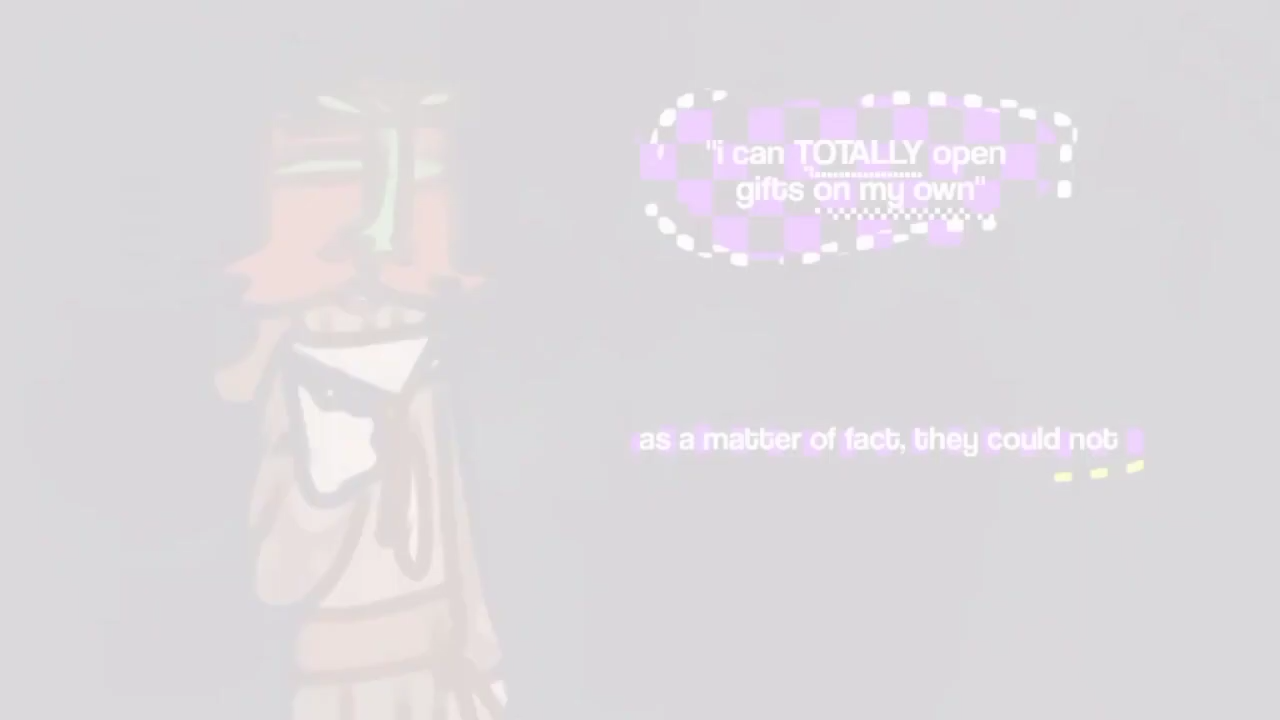 "i can TOTALLY open
gifts on my own"
as a matter of fact, they could not